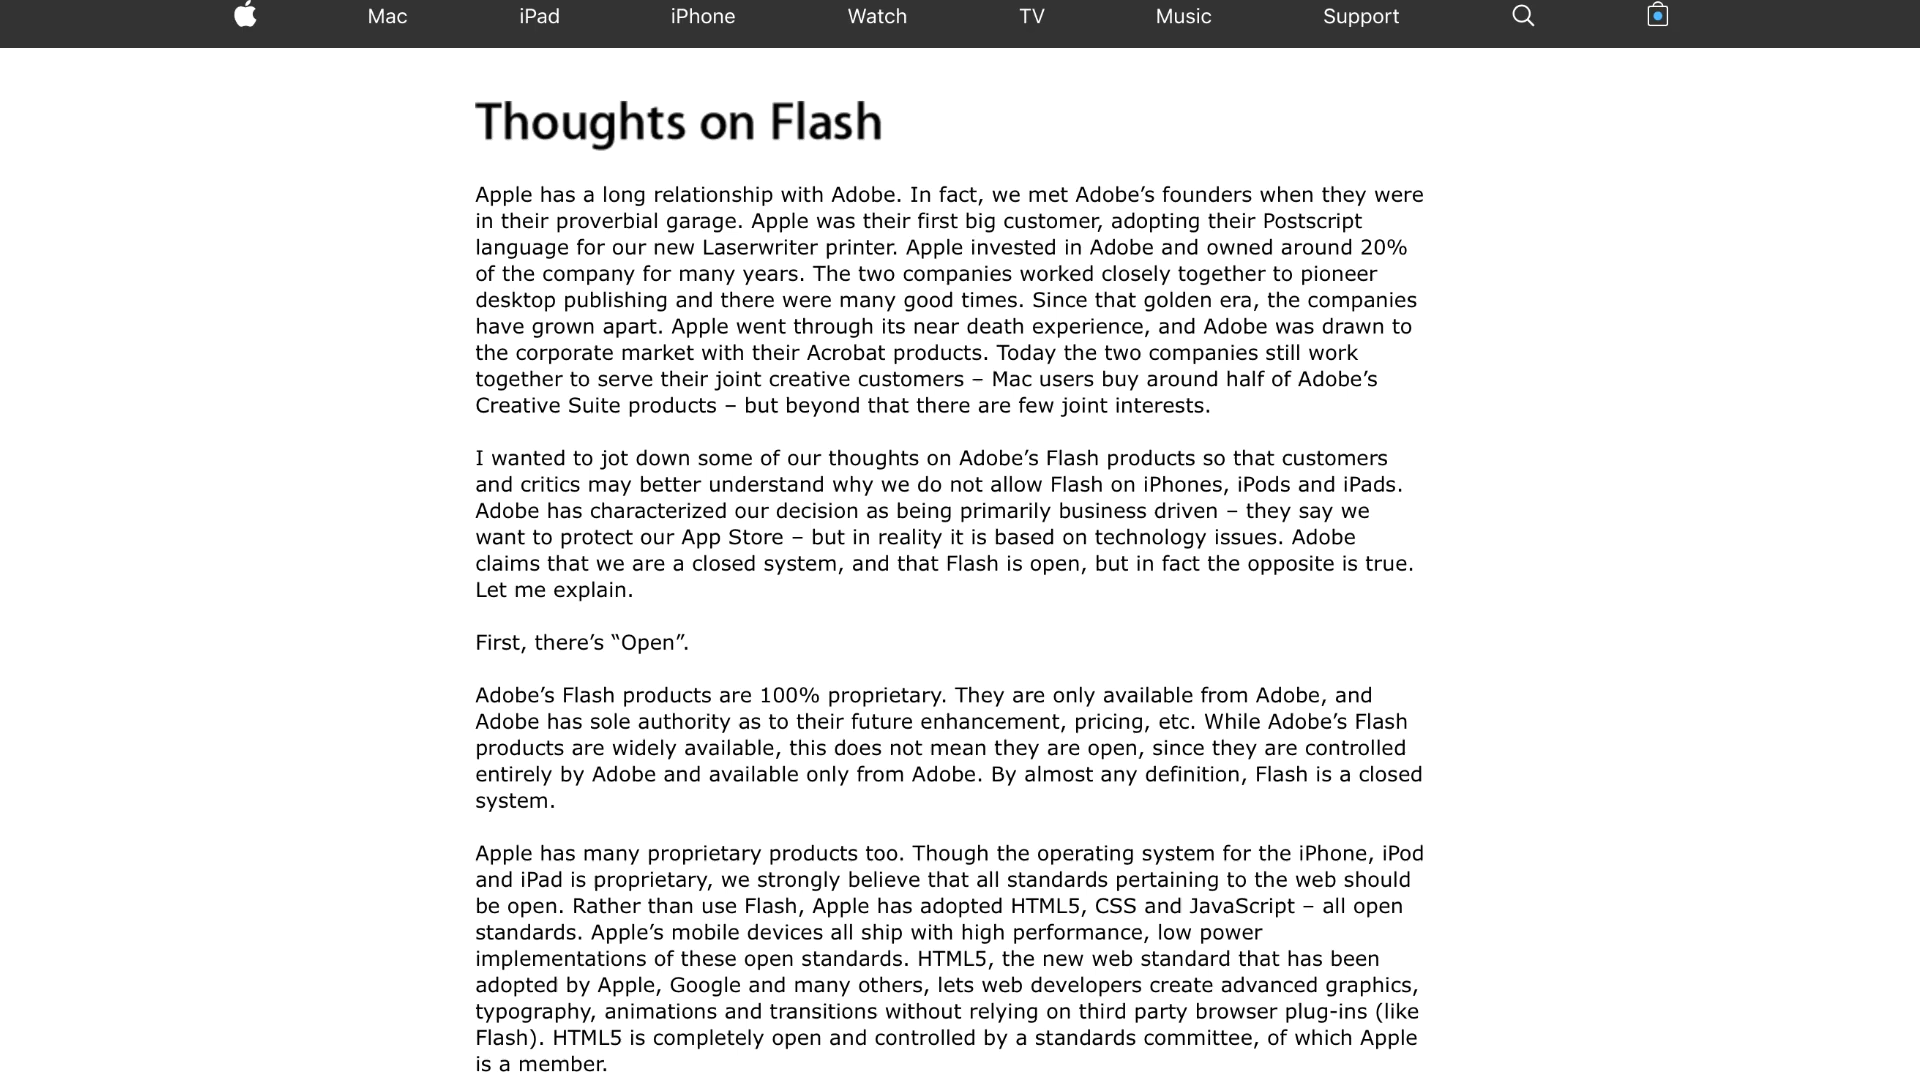 Mac iPad iPhone Watch TV Music Support
Thoughts on Flash
Apple has a long relationship with Adobe. In fact, we met Adobe’s founders when they were
in their proverbial garage. Apple was their first big customer, adopting their Postscript
language for our new Laserwriter printer. Apple invested in Adobe and owned around 20%
of the company for many years. The two companies worked closely together to pioneer
desktop publishing and there were many good times. Since that golden era, the companies
have grown apart. Apple went through its near death experience, and Adobe was drawn to
the corporate market with their Acrobat products. Today the two companies still work
together to serve their joint creative customers – Mac users buy around half of Adobe’s
Creative Suite products – but beyond that there are few joint interests.
I wanted to jot down some of our thoughts on Adobe’s Flash products so that customers
and critics may better understand why we do not allow Flash on iPhones, iPods and iPads.
Adobe has characterized our decision as being primarily business driven – they say we
want to protect our App Store – but in reality it is based on technology issues. Adobe
claims that we are a closed system, and that Flash is open, but in fact the opposite is true.
Let me explain.
First, there’s “Open”.
Adobe’s Flash products are 100% proprietary. They are only available from Adobe, and
Adobe has sole authority as to their future enhancement, pricing, etc. While Adobe’s Flash
products are widely available, this does not mean they are open, since they are controlled
entirely by Adobe and available only from Adobe. By almost any definition, Flash is a closed
system.
Apple has many proprietary products too. Though the operating system for the iPhone, iPod
and iPad is proprietary, we strongly believe that all standards pertaining to the web should
be open. Rather than use Flash, Apple has adopted HTML5, CSS and JavaScript – all open
standards. Apple’s mobile devices all ship with high performance, low power
implementations of these open standards. HTML5, the new web standard that has been
adopted by Apple, Google and many others, lets web developers create advanced graphics,
typography, animations and transitions without relying on third party browser plug-ins (like
Flash). HTML5 is completely open and controlled by a standards committee, of which Apple
is a member.